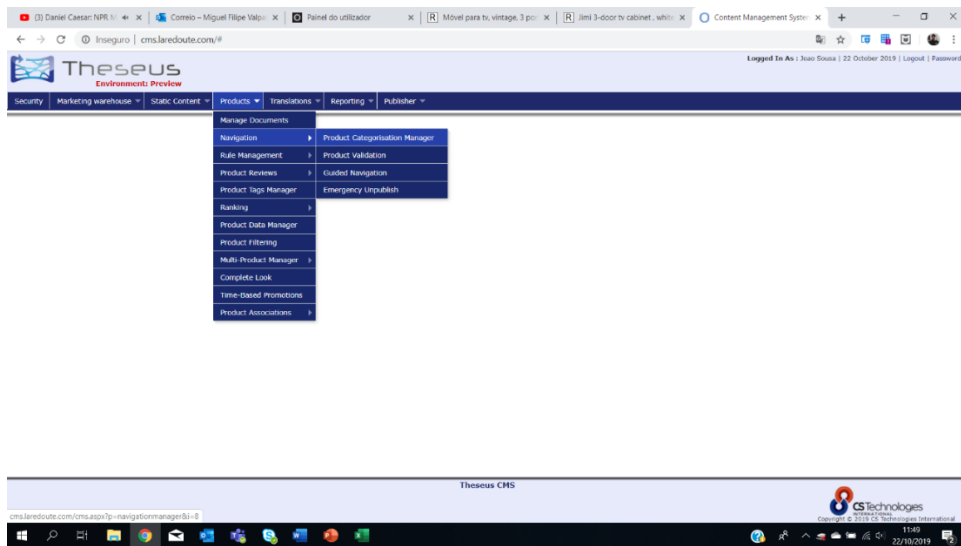 (3) Daniel Caesar: NPR
Correio – Miguel Filipe Valpa
Painel do utilizador
Móvel para tv, vintage, 3 por
Jimi 3-door tv cabinet , white
Content Management System
Inseguro | cms.laredoute.com/#
Theseus
Environment: Preview
Logged In As : Joao Sousa | 22 October 2019 | Logout | Password
Security
Marketing warehouse
Static Content
Products
Translations
Reporting
Publisher
Manage Documents
Navigation
Product Categorisation Manager
Rule Management
Product Validation
Product Reviews
Guided Navigation
Product Tags Manager
Emergency Unpublish
Ranking
Product Data Manager
Product Filtering
Multi-Product Manager
Complete Look
Time-Based Promotions
Product Associations
Theseus CMS
CSTechnologies
INTERNATIONAL
Copyright © 2019 CS Technologies International
cms.laredoute.com/cms.aspx?p=navigationmanager&i=8
11:49
22/10/2019